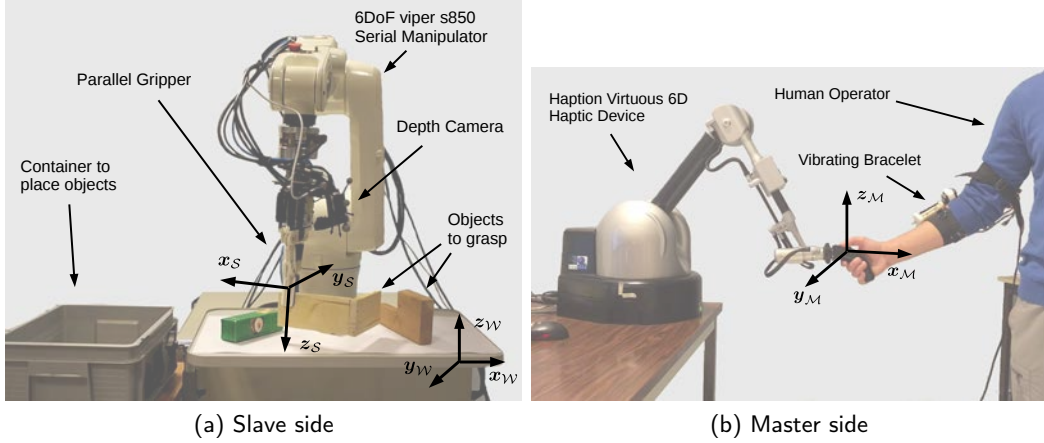 6DoF viper s850
Serial Manipulator
Parallel Gripper
Depth Camera
Container to
place objects
Objects
to grasp
x_S
y_S
z_S
z_W
y_W
x_W
(a) Slave side
Haption Virtuous 6D
Haptic Device
Human Operator
Vibrating Bracelet
z_M
x_M
y_M
(b) Master side